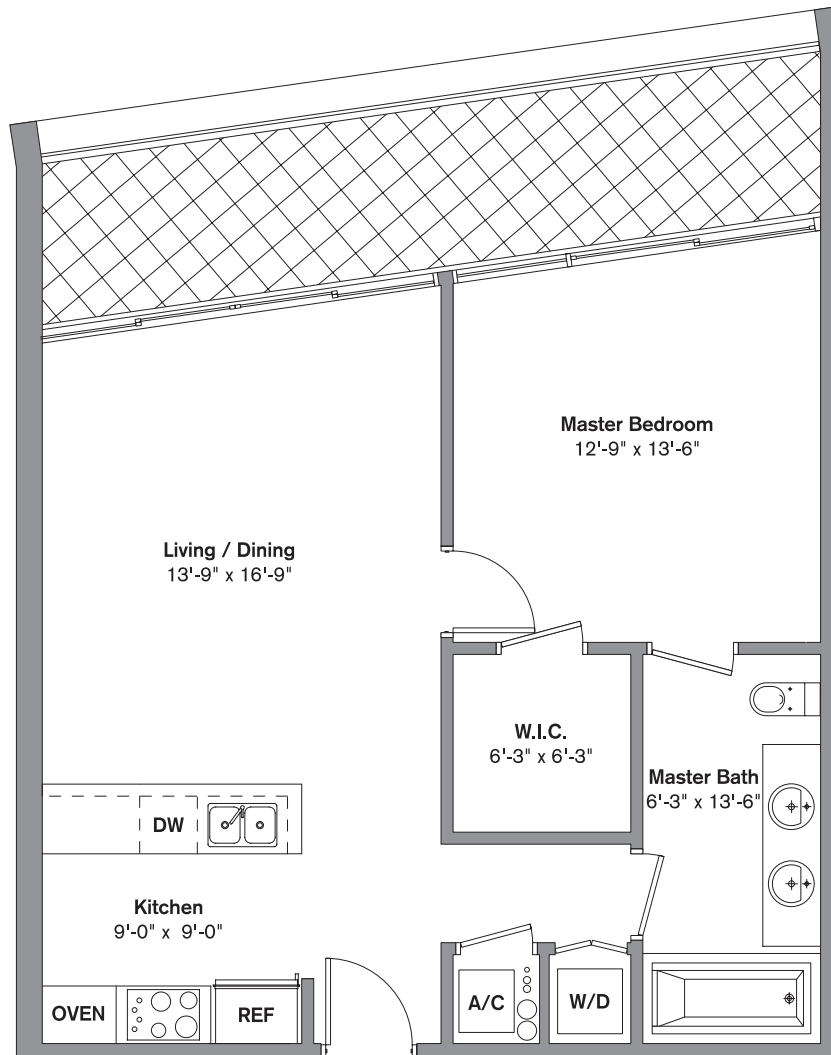 Master Bedroom
12'-9" x 13'-6"
Living / Dining
13'-9" x 16'-9"
W.I.C.
6'-3" x 6'-3"
Master Bath
6'-3" x 13'-6"
DW
Kitchen
9'-0" x 9'-0"
OVEN
REF
A/C
W/D